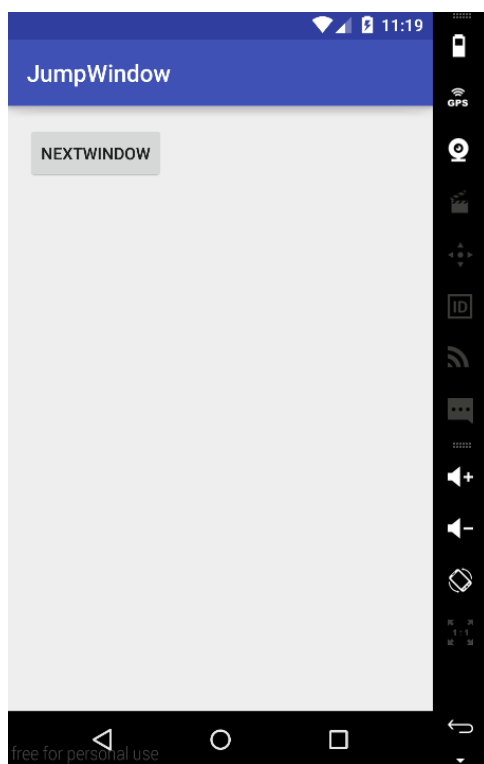 11:19
JumpWindow
GPS
NEXTWINDOW
ID
1:1
free for personal use